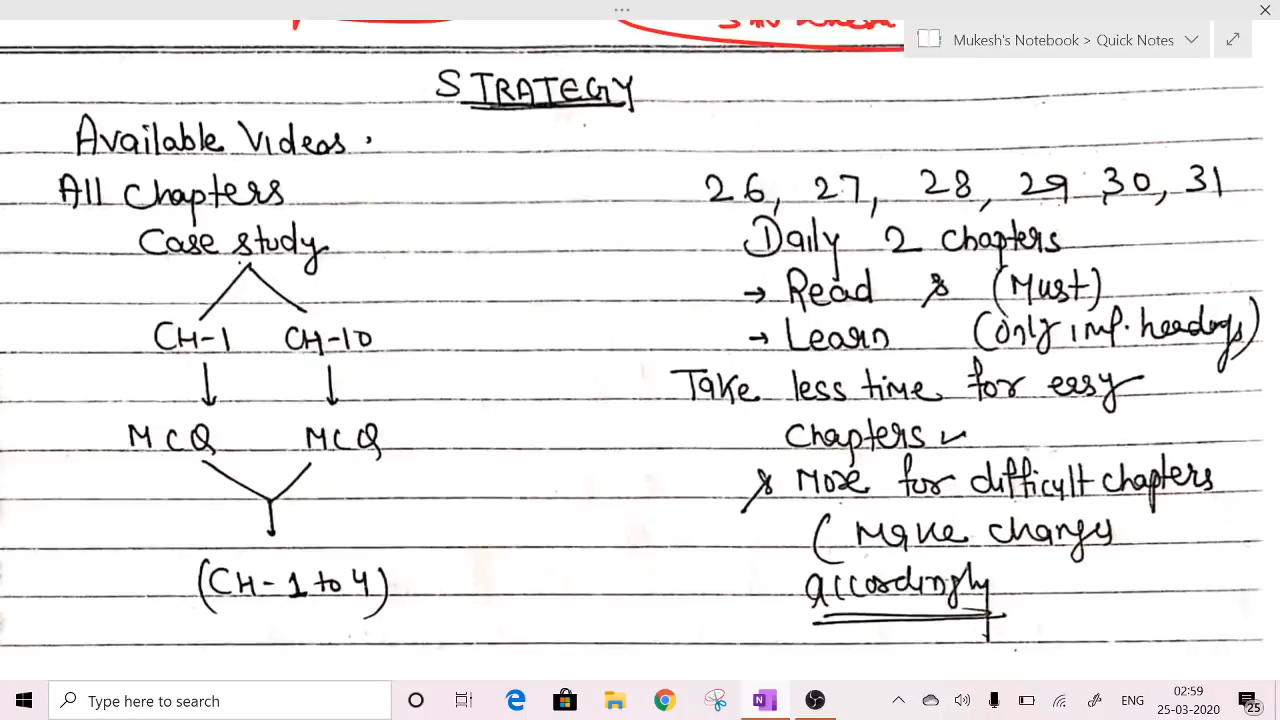 Mukesh's Notebook > Quick Notes
STRATEGY
Available Videos.
All Chapters
Case study
CH-1 CH-10
MCQ MCQ
(CH-1 to 4)
26, 27, 28, 29, 30, 31
Daily 2 chapters
→ Read & (Must)
→ Learn (only imp. headings)
Take less time for easy
Chapters ✓
& More for difficult chapters
( Make changes
accordingly
Type here to search
ENG
02:59
25-03-2020
25